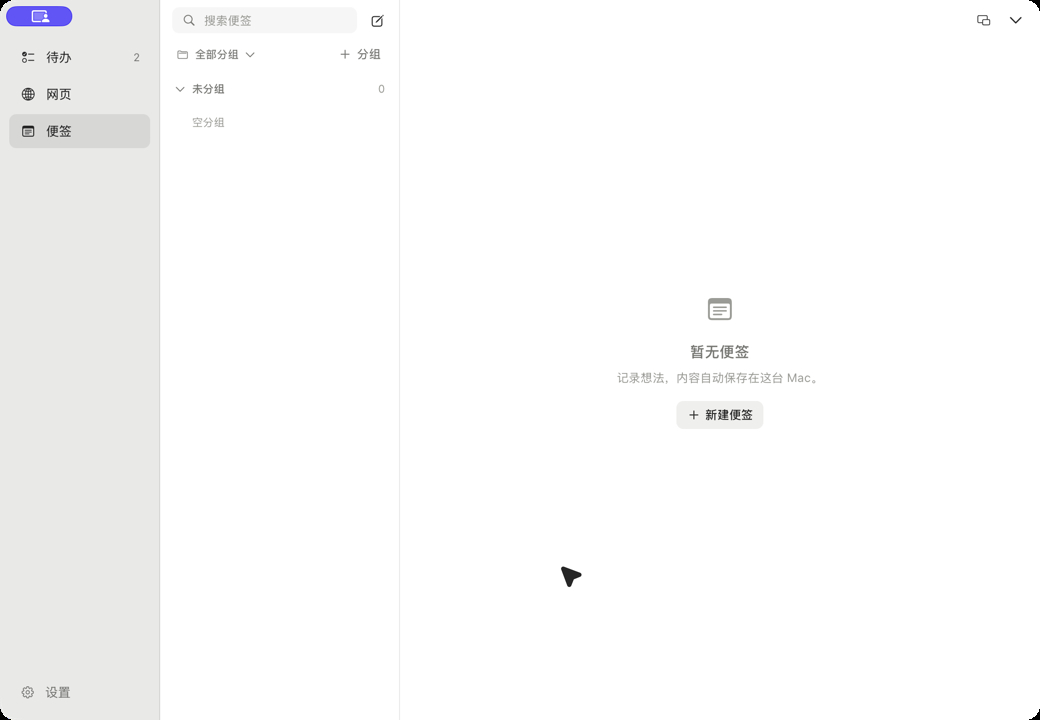 待办 2
网页
便签
设置
搜索便签
全部分组
分组
未分组 0
空分组
暂无便签
记录想法，内容自动保存在这台 Mac。
新建便签